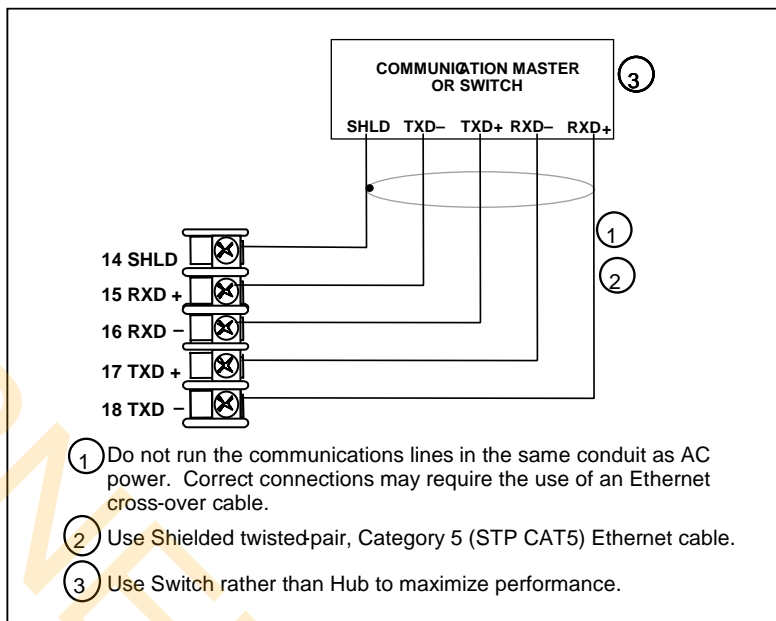 COMMUNICATION MASTER
OR SWITCH
3
SHLD TXD– TXD+ RXD– RXD+
1
2
14 SHLD
15 RXD +
16 RXD –
17 TXD +
18 TXD –
1 Do not run the communications lines in the same conduit as AC
power. Correct connections may require the use of an Ethernet
cross-over cable.
2 Use Shielded twisted-pair, Category 5 (STP CAT5) Ethernet cable.
3 Use Switch rather than Hub to maximize performance.